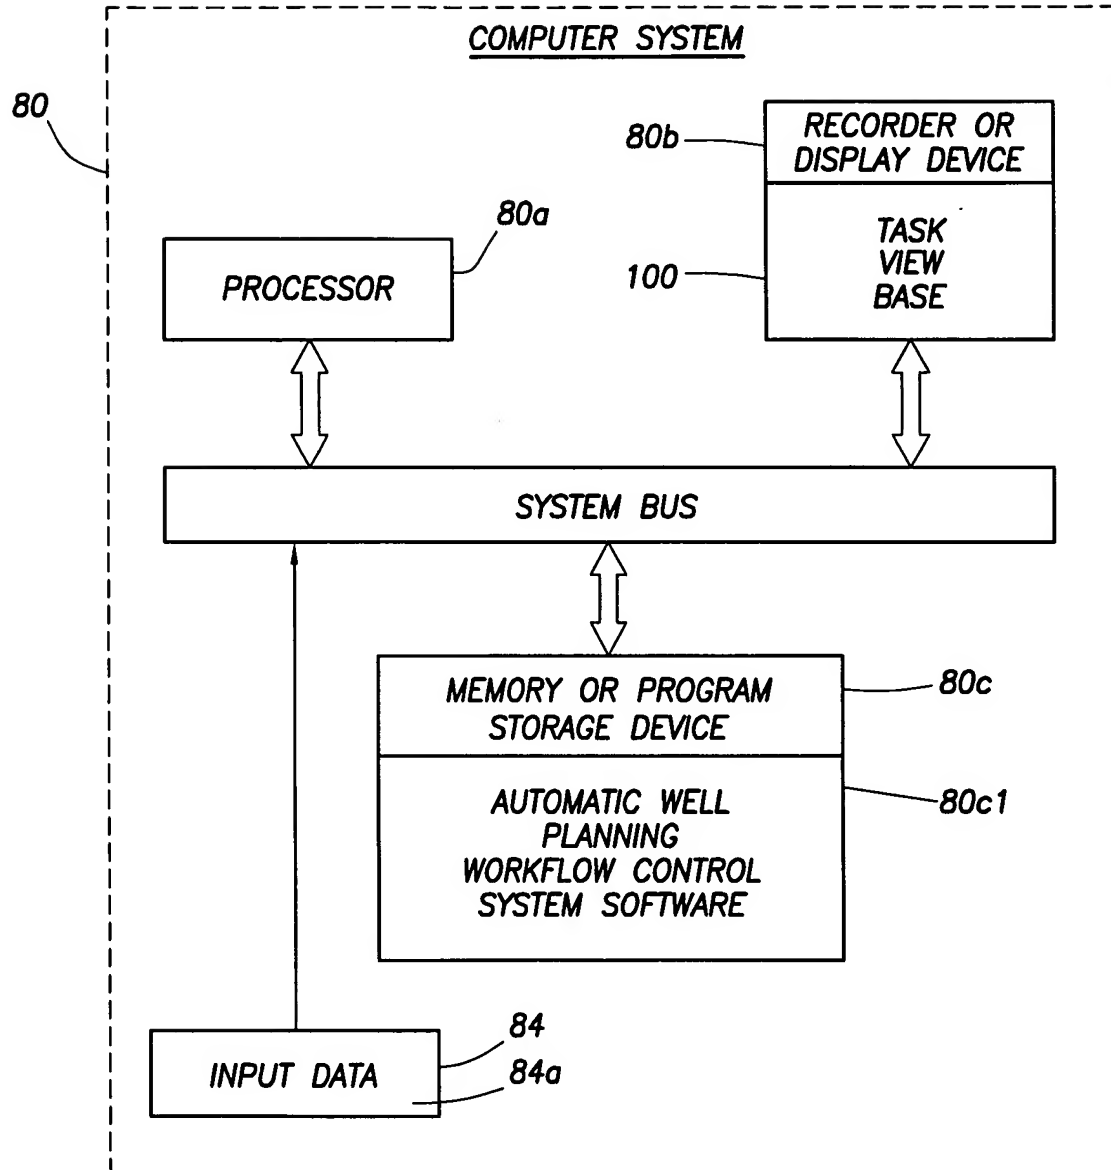 COMPUTER SYSTEM
80
80b
RECORDER OR
DISPLAY DEVICE
80a
PROCESSOR
100
TASK
VIEW
BASE
SYSTEM BUS
MEMORY OR PROGRAM
STORAGE DEVICE
80c
AUTOMATIC WELL
PLANNING
WORKFLOW CONTROL
SYSTEM SOFTWARE
80c1
INPUT DATA
84
84a